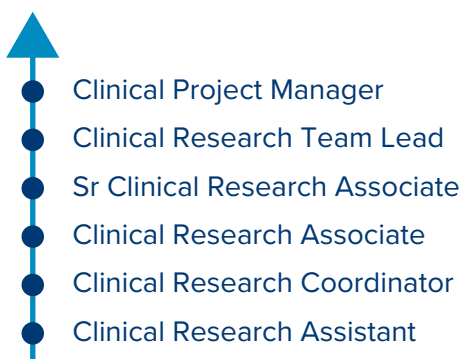 Clinical Project Manager
Clinical Research Team Lead
Sr Clinical Research Associate
Clinical Research Associate
Clinical Research Coordinator
Clinical Research Assistant